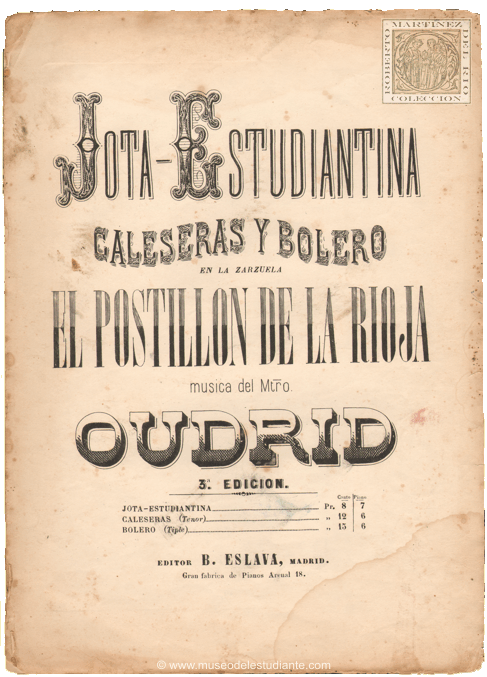 ROBERTO MARTINEZ DEL RIO
COLECCION
JOTA-ESTUDIANTINA
CALESERAS Y BOLERO
EN LA ZARZUELA
EL POSTILLON DE LA RIOJA
musica del Mtro.
OUDRID
3ª. EDICION.
Canto Piano
JOTA-ESTUDIANTINA Pr. 8 7
CALESERAS (Tenor) „ 12 6
BOLERO (Tiple) „ 13 6
EDITOR B. ESLAVA, MADRID.
Gran fabrica de Pianos Arenal 18.
© www.museodelestudiante.com